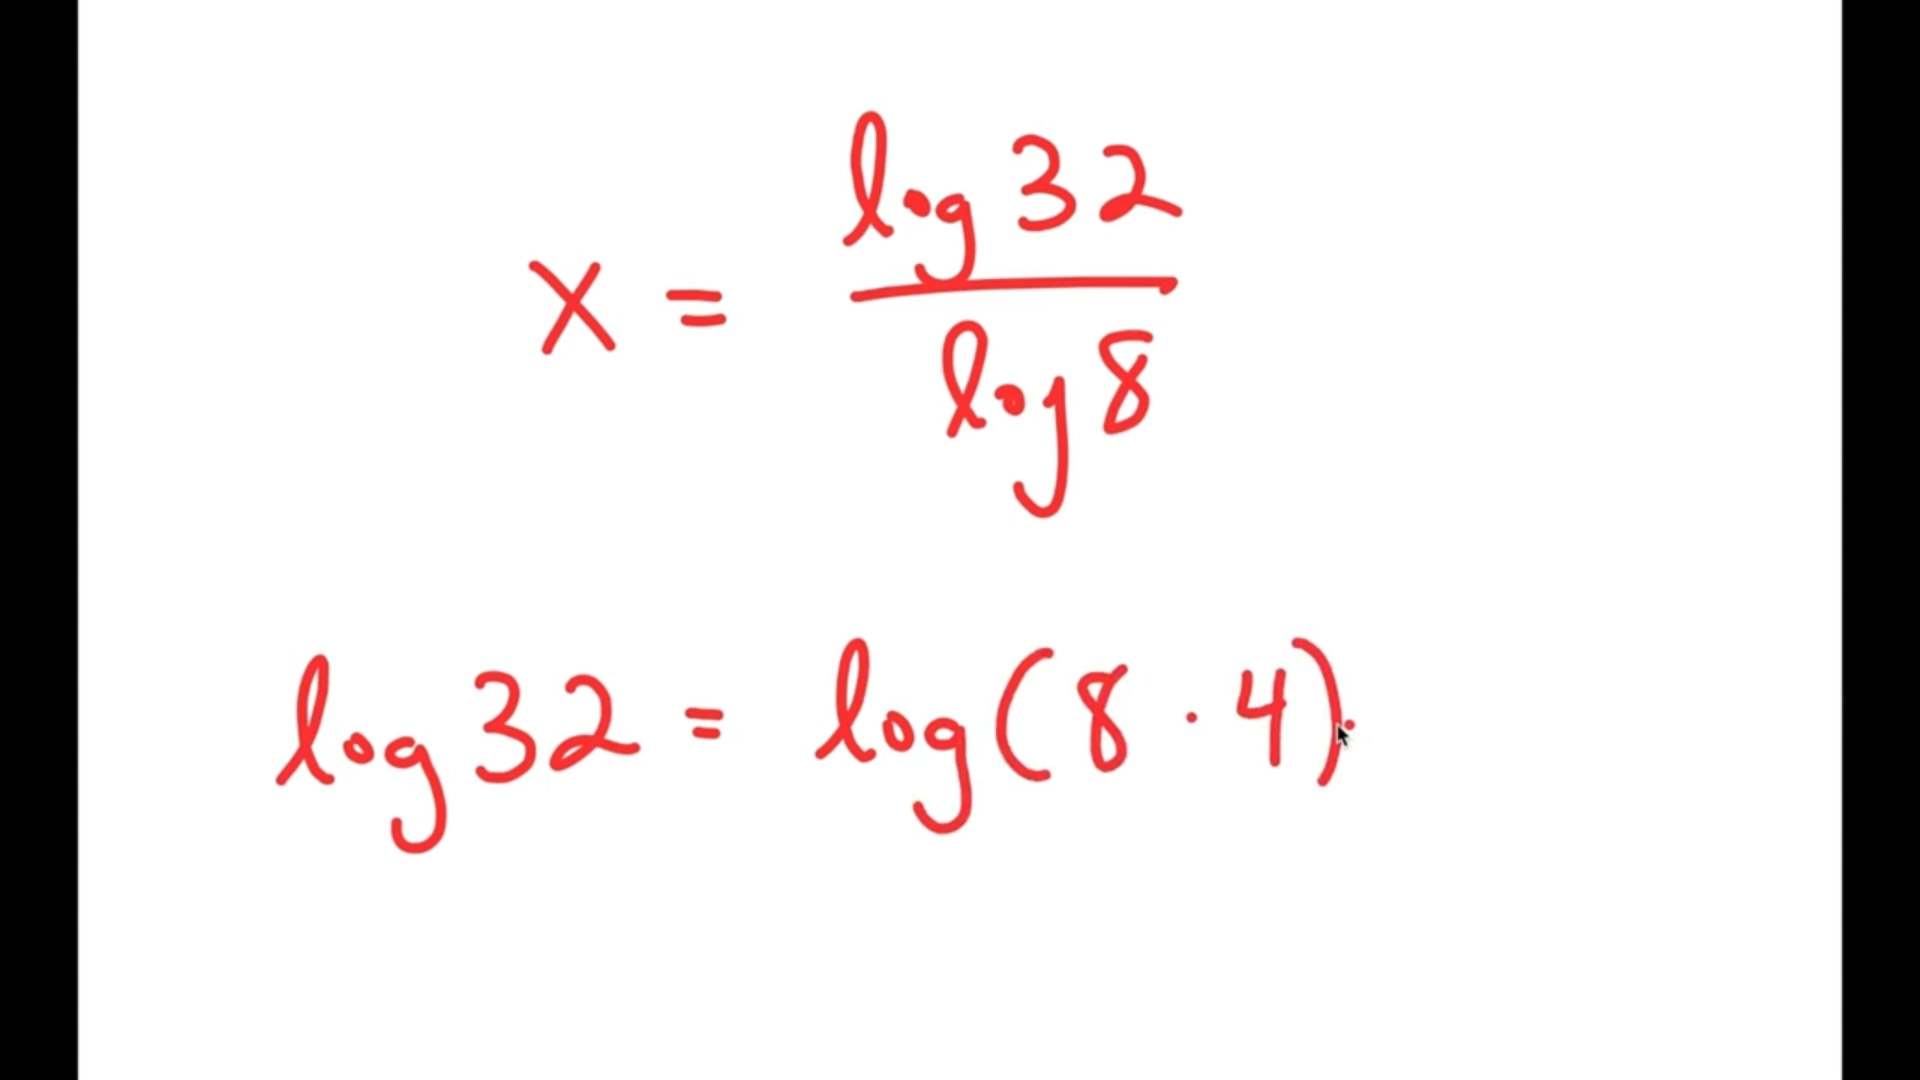 x = log 32 / log 8
log 32 = log(8 · 4)